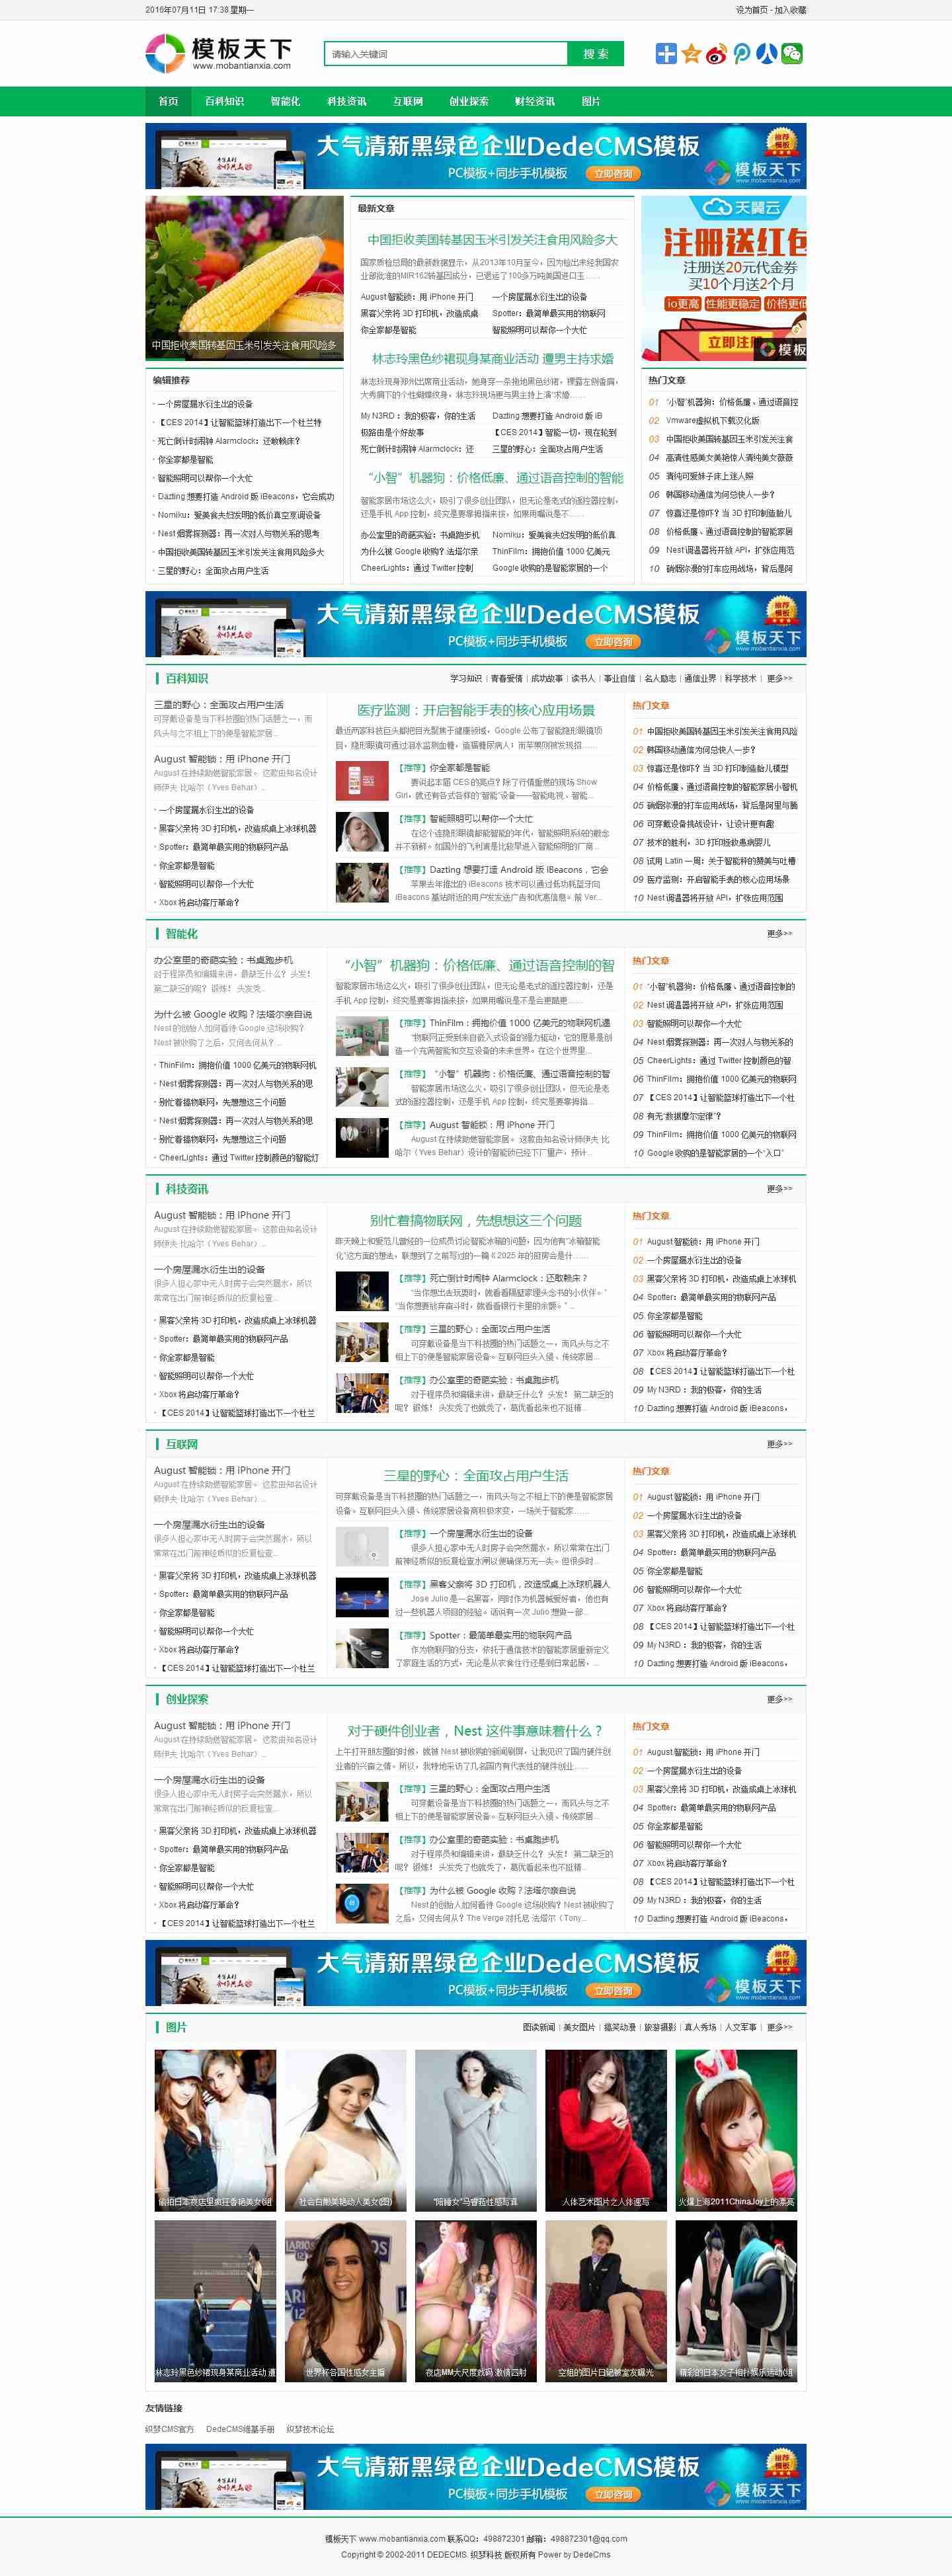 2016年07月11日 17:38 星期一
设为首页 - 加入收藏
模板天下
www.mobantianxia.com
请输入关键词
搜 索
首页 百科知识 智能化 科技资讯 互联网 创业探索 财经资讯 图片
大气清新黑绿色企业DedeCMS模板
PC模板+同步手机模板 立即咨询
推荐模板
模板天下
www.mobantianxia.com
中国拒收美国转基因玉米引发关注食用风险多
编辑推荐
一个房屋漏水衍生出的设备
【CES 2014】让智能篮球打造出下一个杜兰特
死亡倒计时闹钟 Alarmclock：还敢赖床?
你全家都是智能
智能照明可以帮你一个大忙
Dazting 想要打造 Android 版 iBeacons，它会成功
Nomiku：爱美食夫妇发明的低价真空烹调设备
Nest 烟雾探测器：再一次对人与物关系的思考
中国拒收美国转基因玉米引发关注食用风险大
三星的野心：全面攻占用户生活
最新文章
中国拒收美国转基因玉米引发关注食用风险多大
国家质检总局的最新数据显示，从2013年10月至今，因为检出未经我国农
业部批准的MIR162转基因成分，已退运了100多万吨美国进口玉......
August 智能锁：用 iPhone 开门
一个房屋漏水衍生出的设备
黑客父亲将 3D 打印机，改造成桌
Spotter：最简单最实用的物联网
你全家都是智能
智能照明可以帮你一个大忙
林志玲黑色纱裙现身某商业活动 遭男主持求婚
林志玲现身郑州出席商业活动，她身穿一条拖地黑色纱裙，裸露左侧香肩，
大秀肩下的个性蝴蝶纹身，林志玲现场更与男主持上演"求婚......
My N3RD：我的极客，你的生活
Dazting 想要打造 Android 版 iB
极路由是个好故事
【CES 2014】智能一切，现在轮到
死亡倒计时闹钟 Alarmclock：还
三星的野心：全面攻占用户生活
“小智”机器狗：价格低廉、通过语音控制的智能
智能家居市场这么火，吸引了很多创业团队，但无论是老式的遥控器控制，
还是手机 App 控制，终究是要靠拇指来按，如果用嘴说是不......
办公室里的奇葩实验：书桌跑步机
Nomiku：爱美食夫妇发明的低价真
为什么被 Google 收购？法塔尔亲
ThinFilm：拥抱价值 1000 亿美元
CheerLights：通过 Twitter 控制
Google 收购的是智能家居的一个
天翼云
注册送红包
注册送20元代金券
买10个月送2个月
io更高 性能更稳定 价格更低
立即注册
模板
热门文章
01 “小智”机器狗：价格低廉、通过语音控
02 Vmware虚拟机下载汉化版
03 中国拒收美国转基因玉米引发关注食
04 高清性感美女美艳惊人清纯美女薇薇
05 清纯可爱妹子床上迷人照
06 韩国移动通信为何总快人一步?
07 惊喜还是惊吓？当 3D 打印制造胎儿
08 价格低廉、通过语音控制的智能家居
09 Nest 调温器将开放 API，扩张应用范
10 硝烟弥漫的打车应用战场，背后是阿
大气清新黑绿色企业DedeCMS模板
PC模板+同步手机模板 立即咨询
推荐模板
模板天下
www.mobantianxia.com
百科知识
学习知识 | 青春爱情 | 成功故事 | 读书人 | 事业自信 | 名人励志 | 通信业界 | 科学技术 | 更多>>
三星的野心：全面攻占用户生活
可穿戴设备是当下科技圈的热门话题之一，而
风头与之不相上下的便是智能家居...
August 智能锁：用 iPhone 开门
August 在持续助燃智能家居。 这款由知名设计
师伊夫·比哈尔（Yves Behar）...
一个房屋漏水衍生出的设备
黑客父亲将 3D 打印机，改造成桌上冰球机器
Spotter：最简单最实用的物联网产品
你全家都是智能
智能照明可以帮你一个大忙
Xbox 将启动客厅革命?
医疗监测：开启智能手表的核心应用场景
最近两家科技巨头都把目光聚焦于健康领域，Google 公布了智能隐形眼镜项
目，隐形眼镜可通过泪水监测血糖，造福糖尿病人；而苹果则被发现招......
【推荐】你全家都是智能
要说起本届 CES 的亮点？除了行情重燃的现场 Show
Girl，就还有各式各样的“智能”设备——智能电视、智能...
【推荐】智能照明可以帮你一个大忙
在这个连隐形眼镜都能智能的年代，智能照明系统的概念
并不新鲜。如国外的飞利浦是比较早进入智能照明的厂商...
【推荐】Dazting 想要打造 Android 版 iBeacons，它会
苹果去年推出的 iBeacons 技术可以通过低功耗蓝牙向
iBeacons 基站附近的用户发发送广告和优惠信息。前 Ver...
热门文章
01 中国拒收美国转基因玉米引发关注食用风险
02 韩国移动通信为何总快人一步?
03 惊喜还是惊吓？当 3D 打印制造胎儿模型
04 价格低廉、通过语音控制的智能家居小智机
05 硝烟弥漫的打车应用战场，背后是阿里与腾
06 可穿戴设备挑战设计，让设计更有趣
07 技术的胜利，3D 打印拯救患病婴儿
08 试用 Latin 一周：关于智能秤的赞美与吐槽
09 医疗监测：开启智能手表的核心应用场景
10 Nest 调温器将开放 API，扩张应用范围
智能化
更多>>
办公室里的奇葩实验：书桌跑步机
对于程序员和编辑来讲，最缺乏什么？头发！
第二缺乏的呢？锻炼！ 头发秃...
为什么被 Google 收购？法塔尔亲自说
Nest 的创始人如何看待 Google 这场收购?
Nest 被收购了之后，又何去何从？...
ThinFilm：拥抱价值 1000 亿美元的物联网机
Nest 烟雾探测器：再一次对人与物关系的思
别忙着搞物联网，先想想这三个问题
Nest 烟雾探测器：再一次对人与物关系的思
别忙着搞物联网，先想想这三个问题
CheerLights：通过 Twitter 控制颜色的智能灯
“小智”机器狗：价格低廉、通过语音控制的智
智能家居市场这么火，吸引了很多创业团队，但无论是老式的遥控器控制，还是
手机 App 控制，终究是要靠拇指来按，如果用嘴说是不是会更酷更......
【推荐】ThinFilm：拥抱价值 1000 亿美元的物联网机遇
“物联网正受到来自嵌入式设备的强力驱动，它的愿景是创
造一个充满智能和交互设备的未来世界。在这个世界里...
【推荐】“小智”机器狗：价格低廉、通过语音控制的智
智能家居市场这么火，吸引了很多创业团队，但无论是老
式的遥控器控制，还是手机 App 控制，终究是要靠拇指...
【推荐】August 智能锁：用 iPhone 开门
August 在持续助燃智能家居。 这款由知名设计师伊夫·比
哈尔（Yves Behar）设计的智能锁已经下厂量产，预计...
热门文章
01 “小智”机器狗：价格低廉、通过语音控制的
02 Nest 调温器将开放 API，扩张应用范围
03 智能照明可以帮你一个大忙
04 Nest 烟雾探测器：再一次对人与物关系的
05 CheerLights：通过 Twitter 控制颜色的智
06 ThinFilm：拥抱价值 1000 亿美元的物联网
07 【CES 2014】让智能篮球打造出下一个杜
08 有无“数据摩尔定律”?
09 ThinFilm：拥抱价值 1000 亿美元的物联网
10 Google 收购的是智能家居的一个“入口”
科技资讯
更多>>
August 智能锁：用 iPhone 开门
August 在持续助燃智能家居。 这款由知名设计
师伊夫·比哈尔（Yves Behar）...
一个房屋漏水衍生出的设备
很多人担心家中无人时房子会突然漏水，所以
常常在出门前神经质似的反复检查...
黑客父亲将 3D 打印机，改造成桌上冰球机器
Spotter：最简单最实用的物联网产品
你全家都是智能
智能照明可以帮你一个大忙
Xbox 将启动客厅革命?
【CES 2014】让智能篮球打造出下一个杜兰
别忙着搞物联网，先想想这三个问题
昨天晚上和爱范儿曾经的一位成员讨论智能冰箱的问题，因为他有“冰箱智能
化”这方面的想法，联想到了之前写过的一篇《2025 年的厨房会是什......
【推荐】死亡倒计时闹钟 Alarmclock：还敢赖床？
“当你想出去玩耍时，就看看隔壁家埋头念书的小伙伴。”
“当你想要放弃奋斗时，就看看银行卡里的余额。” ...
【推荐】三星的野心：全面攻占用户生活
可穿戴设备是当下科技圈的热门话题之一，而风头与之不
相上下的便是智能家居设备。互联网巨头入侵、传统家居...
【推荐】办公室里的奇葩实验：书桌跑步机
对于程序员和编辑来讲，最缺乏什么？头发！ 第二缺乏的
呢？锻炼！ 头发秃了也就秃了，葛优看起来也不挺精...
热门文章
01 August 智能锁：用 iPhone 开门
02 一个房屋漏水衍生出的设备
03 黑客父亲将 3D 打印机，改造成桌上冰球机
04 Spotter：最简单最实用的物联网产品
05 你全家都是智能
06 智能照明可以帮你一个大忙
07 Xbox 将启动客厅革命?
08 【CES 2014】让智能篮球打造出下一个杜
09 My N3RD：我的极客，你的生活
10 Dazting 想要打造 Android 版 iBeacons，
互联网
更多>>
August 智能锁：用 iPhone 开门
August 在持续助燃智能家居。 这款由知名设计
师伊夫·比哈尔（Yves Behar）...
一个房屋漏水衍生出的设备
很多人担心家中无人时房子会突然漏水，所以
常常在出门前神经质似的反复检查...
黑客父亲将 3D 打印机，改造成桌上冰球机器
Spotter：最简单最实用的物联网产品
你全家都是智能
智能照明可以帮你一个大忙
Xbox 将启动客厅革命?
【CES 2014】让智能篮球打造出下一个杜兰
三星的野心：全面攻占用户生活
可穿戴设备是当下科技圈的热门话题之一，而风头与之不相上下的便是智能家居
设备。互联网巨头入侵、传统家居设备商积极求变，一场关于智能家......
【推荐】一个房屋漏水衍生出的设备
很多人担心家中无人时房子会突然漏水，所以常常在出门
前神经质似的反复检查水闸以便确保万无一失。但很多时...
【推荐】黑客父亲将 3D 打印机，改造成桌上冰球机器人
Jose Julio 是一名黑客，同时作为机器械爱好者，他也有
过一些机器人项目的经验。话说有一次 Julio 想做一部...
【推荐】Spotter：最简单最实用的物联网产品
作为物联网的分支，依托于通信技术的智能家居重新定义
了家庭生活的方式，无论是从衣食住行还是到日常起居，...
热门文章
01 August 智能锁：用 iPhone 开门
02 一个房屋漏水衍生出的设备
03 黑客父亲将 3D 打印机，改造成桌上冰球机
04 Spotter：最简单最实用的物联网产品
05 你全家都是智能
06 智能照明可以帮你一个大忙
07 Xbox 将启动客厅革命?
08 【CES 2014】让智能篮球打造出下一个杜
09 My N3RD：我的极客，你的生活
10 Dazting 想要打造 Android 版 iBeacons，
创业探索
更多>>
August 智能锁：用 iPhone 开门
August 在持续助燃智能家居。 这款由知名设计
师伊夫·比哈尔（Yves Behar）...
一个房屋漏水衍生出的设备
很多人担心家中无人时房子会突然漏水，所以
常常在出门前神经质似的反复检查...
黑客父亲将 3D 打印机，改造成桌上冰球机器
Spotter：最简单最实用的物联网产品
你全家都是智能
智能照明可以帮你一个大忙
Xbox 将启动客厅革命?
【CES 2014】让智能篮球打造出下一个杜兰
对于硬件创业者，Nest 这件事意味着什么？
上午打开朋友圈的时候，就被 Nest 被收购的新闻刷屏，让我见识了国内硬件创
业者的兴奋之情。所以，我特地采访了几名国内有代表性的硬件创业......
【推荐】三星的野心：全面攻占用户生活
可穿戴设备是当下科技圈的热门话题之一，而风头与之不
相上下的便是智能家居设备。互联网巨头入侵、传统家居...
【推荐】办公室里的奇葩实验：书桌跑步机
对于程序员和编辑来讲，最缺乏什么？头发！ 第二缺乏的
呢？锻炼！ 头发秃了也就秃了，葛优看起来也不挺精...
【推荐】为什么被 Google 收购？法塔尔亲自说
Nest 的创始人如何看待 Google 这场收购？Nest 被收购了
之后，又何去何从？The Verge 对托尼·法塔尔（Tony...
热门文章
01 August 智能锁：用 iPhone 开门
02 一个房屋漏水衍生出的设备
03 黑客父亲将 3D 打印机，改造成桌上冰球机
04 Spotter：最简单最实用的物联网产品
05 你全家都是智能
06 智能照明可以帮你一个大忙
07 Xbox 将启动客厅革命?
08 【CES 2014】让智能篮球打造出下一个杜
09 My N3RD：我的极客，你的生活
10 Dazting 想要打造 Android 版 iBeacons，
大气清新黑绿色企业DedeCMS模板
PC模板+同步手机模板 立即咨询
推荐模板
模板天下
www.mobantianxia.com
图片
图读新闻 | 美女图片 | 搞笑动漫 | 旅游摄影 | 真人秀场 | 人文军事 | 更多>>
偷拍日本夜店里疯狂香艳美女(组
社会白领美艳动人美女(图)
“陪睡女”马睿菈性感写真
人体艺术图片之人体速写
火爆上海2011ChinaJoy上的漂亮
林志玲黑色纱裙现身某商业活动 遭
世界杯各国性感女主播
夜店MM大尺度数码 激情四射
空姐的图片日记被室友曝光
精彩的日本女子相扑娱乐运动(组
友情链接
织梦CMS官方 DedeCMS维基手册 织梦技术论坛
大气清新黑绿色企业DedeCMS模板
PC模板+同步手机模板 立即咨询
推荐模板
模板天下
www.mobantianxia.com
模板天下 www.mobantianxia.com 联系QQ：498872301 邮箱：498872301@qq.com
Copyright © 2002-2011 DEDECMS. 织梦科技 版权所有 Power by DedeCms